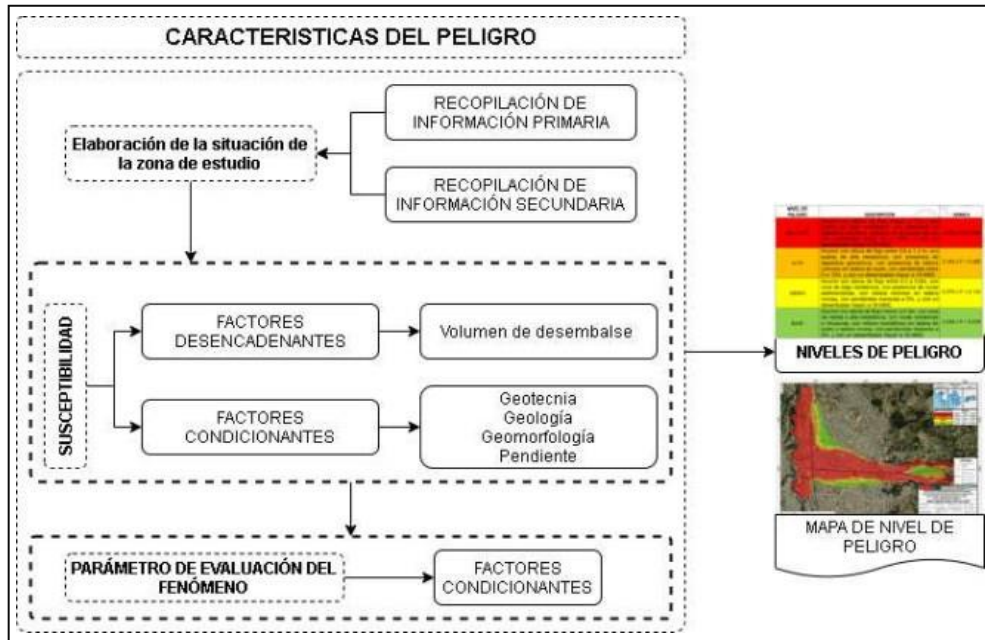 CARACTERISTICAS DEL PELIGRO
RECOPILACIÓN DE
INFORMACIÓN PRIMARIA
Elaboración de la situación de
la zona de estudio
RECOPILACIÓN DE
INFORMACIÓN SECUNDARIA
SUSCEPTIBILIDAD
FACTORES
DESENCADENANTES
Volumen de desembalse
FACTORES
CONDICIONANTES
Geotecnia
Geología
Geomorfología
Pendiente
PARÁMETRO DE EVALUACIÓN DEL
FENÓMENO
FACTORES
CONDICIONANTES
NIVELES DE PELIGRO
MAPA DE NIVEL DE
PELIGRO